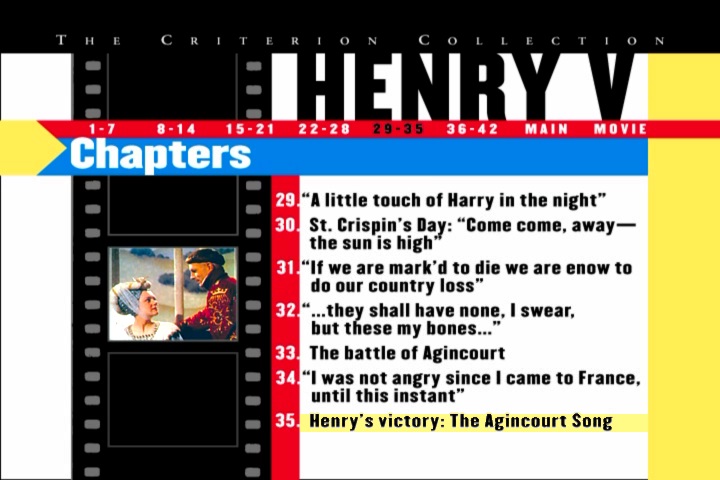 THE CRITERION COLLECTION
HENRY V
1-7 8-14 15-21 22-28 29-35 36-42 MAIN MOVIE
Chapters
29. “A little touch of Harry in the night”
30. St. Crispin’s Day: “Come come, away—
the sun is high”
31. “If we are mark’d to die we are enow to
do our country loss”
32. “...they shall have none, I swear,
but these my bones...”
33. The battle of Agincourt
34. “I was not angry since I came to France,
until this instant”
35. Henry’s victory: The Agincourt Song